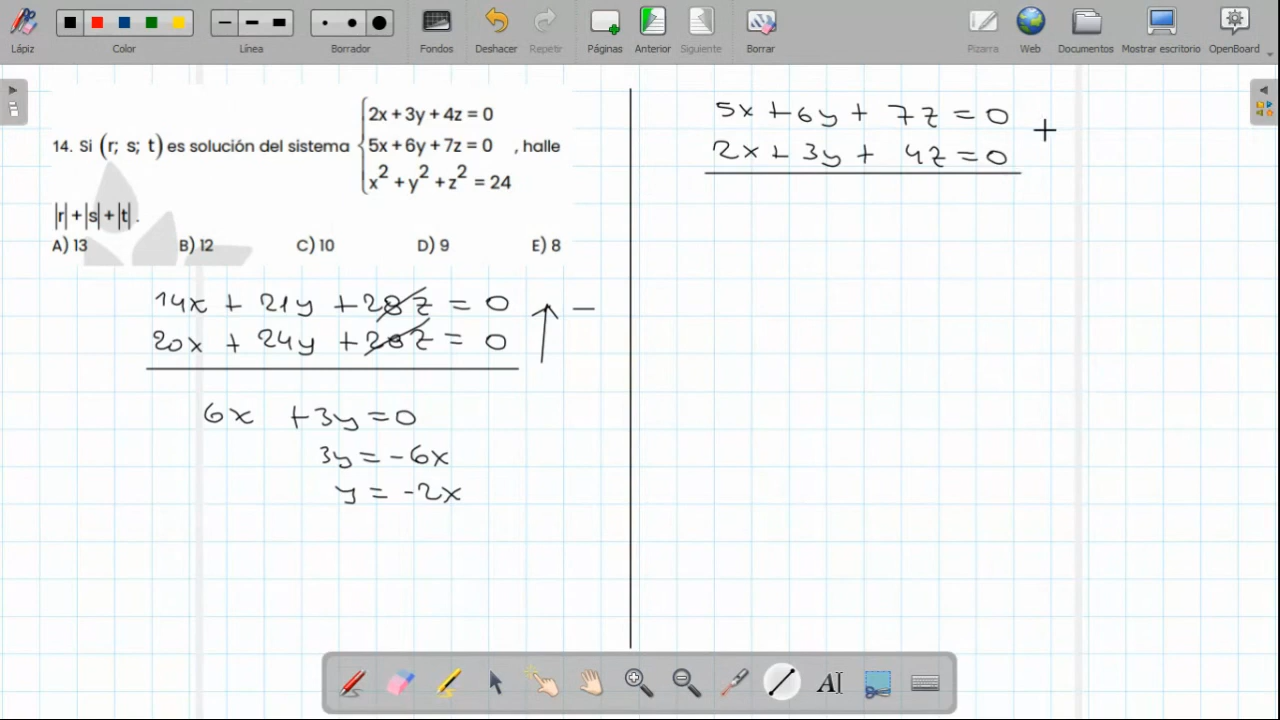 Lápiz Color Línea Borrador Fondos Deshacer Repetir Páginas Anterior Siguiente Borrar Pizarra Web Documentos Mostrar escritorio OpenBoard
2x + 3y + 4z = 0
14. Si (r; s; t) es solución del sistema 5x + 6y + 7z = 0 , halle
x² + y² + z² = 24
|r| + |s| + |t| .
A) 13 B) 12 C) 10 D) 9 E) 8
14x + 21y + 28z = 0 ↑ −
20x + 24y + 28z = 0
6x + 3y = 0
3y = -6x
y = -2x
5x + 6y + 7z = 0 +
2x + 3y + 4z = 0
AI